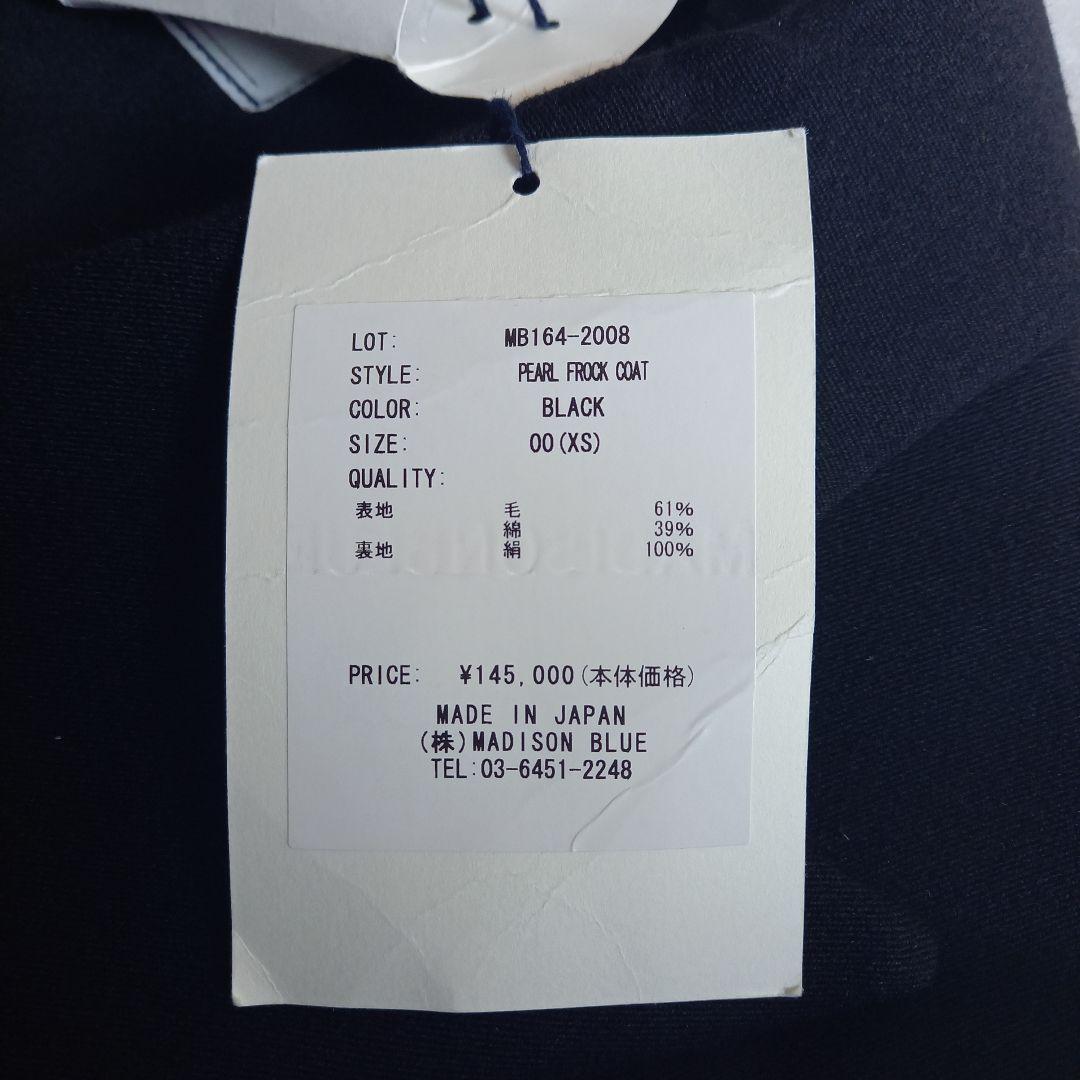 LOT: MB164-2008
STYLE: PEARL FROCK COAT
COLOR: BLACK
SIZE: 00(XS)
QUALITY:
表地 毛 61%
綿 39%
裏地 絹 100%
PRICE: ¥145,000(本体価格)
MADE IN JAPAN
(株)MADISON BLUE
TEL:03-6451-2248